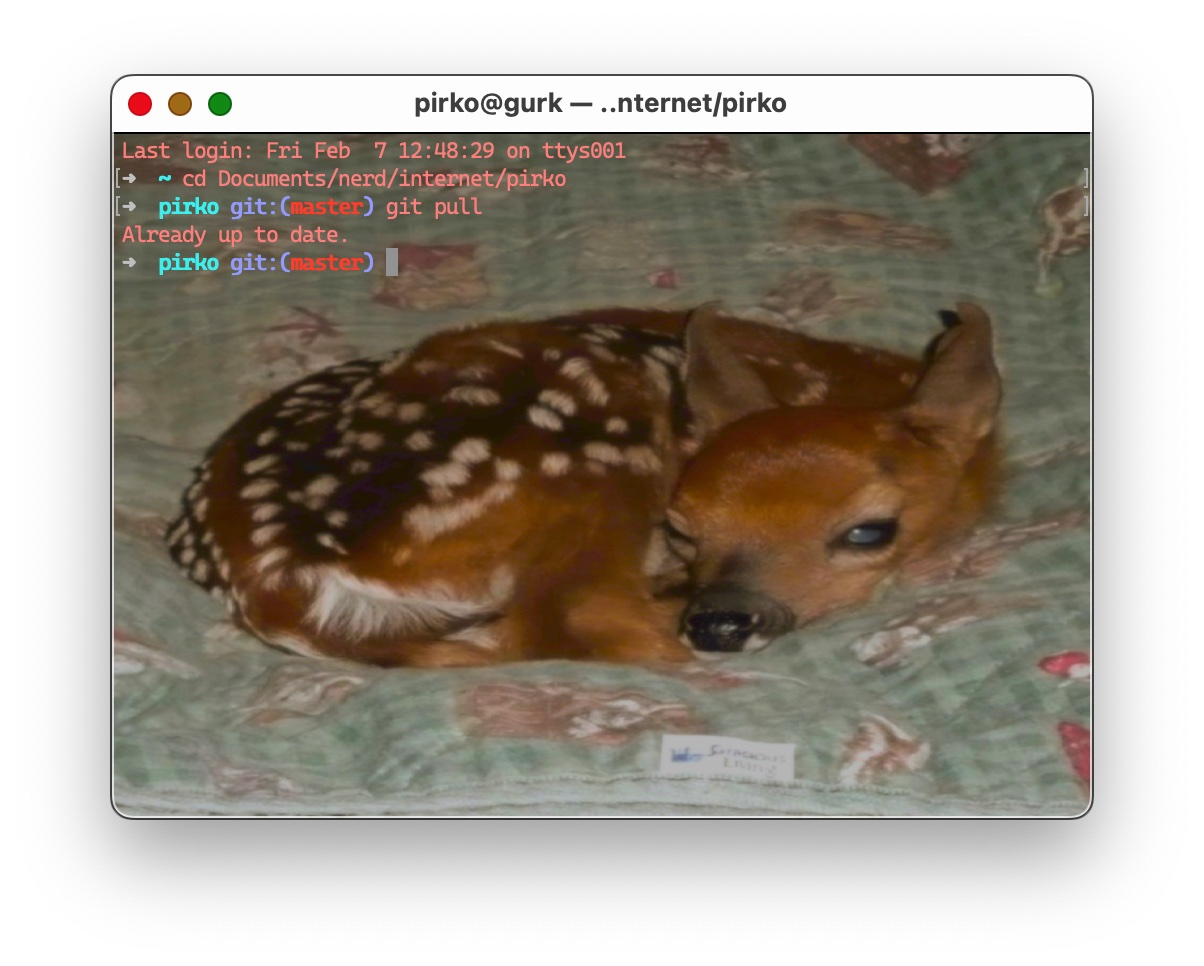 pirko@gurk — ..nternet/pirko
Last login: Fri Feb  7 12:48:29 on ttys001
[➜  ~ cd Documents/nerd/internet/pirko ]
[➜  pirko git:(master) git pull ]
Already up to date.
➜  pirko git:(master)
Living